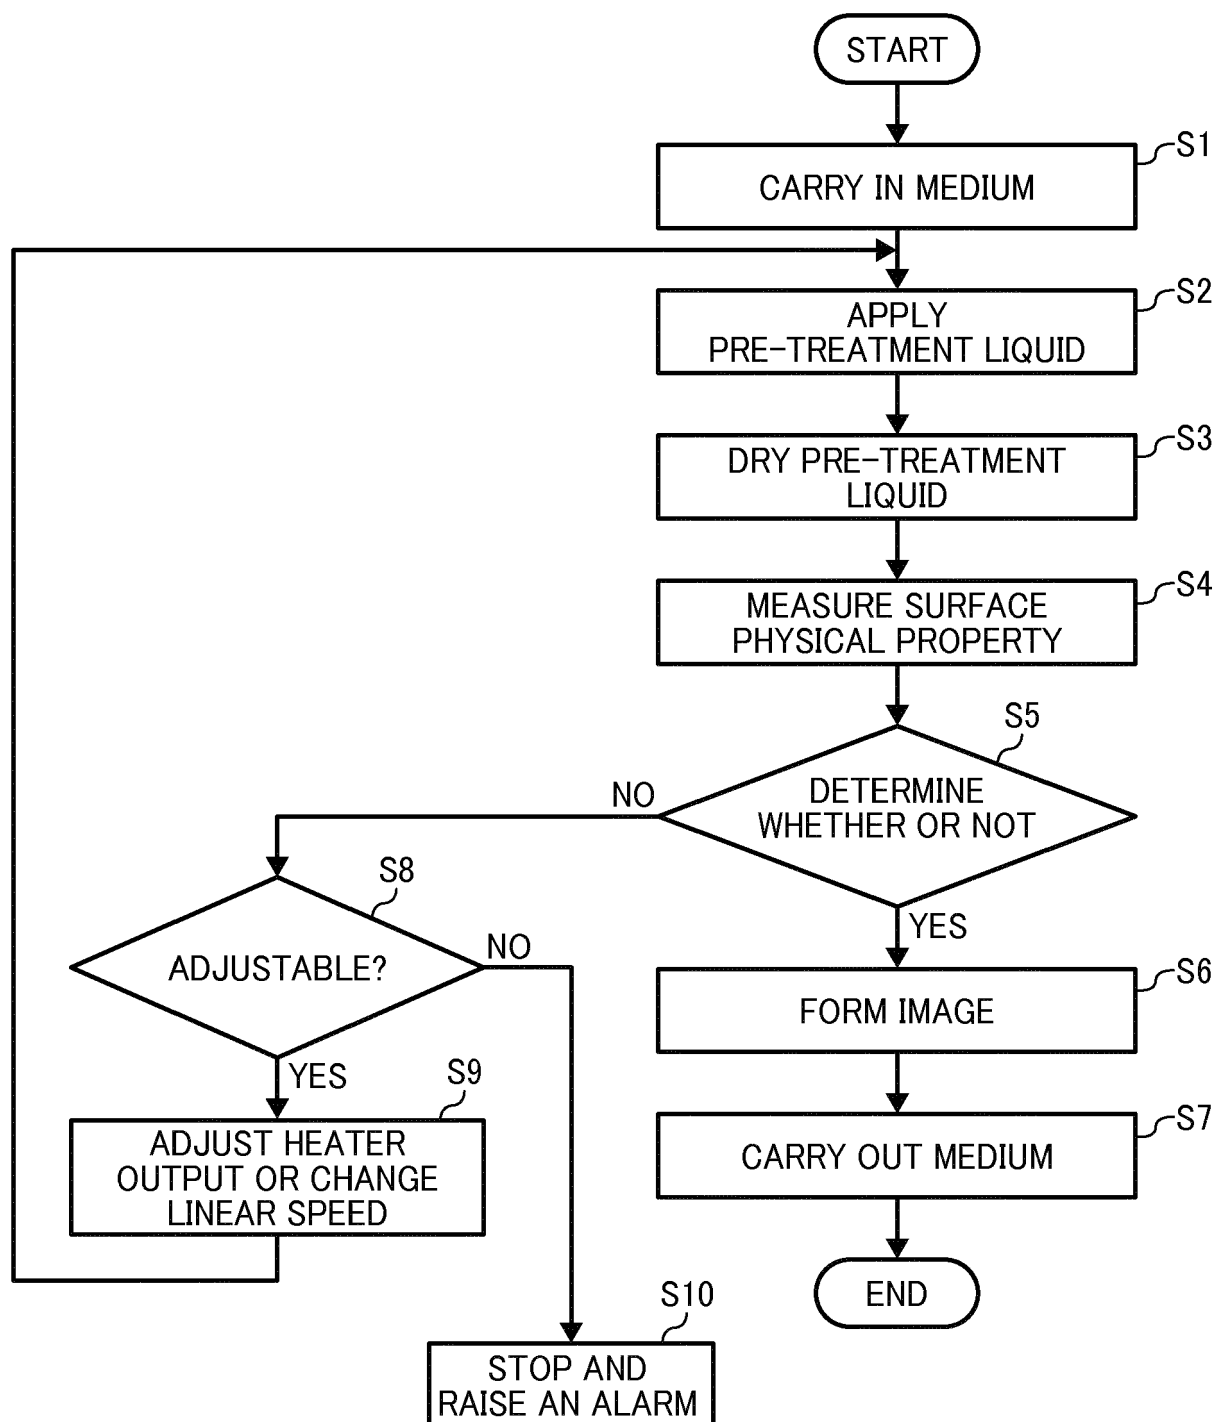 START
S1
CARRY IN MEDIUM
S2
APPLY
PRE-TREATMENT LIQUID
S3
DRY PRE-TREATMENT
LIQUID
S4
MEASURE SURFACE
PHYSICAL PROPERTY
S5
DETERMINE
WHETHER OR NOT
NO
YES
S8
ADJUSTABLE?
NO
YES
S6
FORM IMAGE
S9
ADJUST HEATER
OUTPUT OR CHANGE
LINEAR SPEED
S7
CARRY OUT MEDIUM
END
S10
STOP AND
RAISE AN ALARM